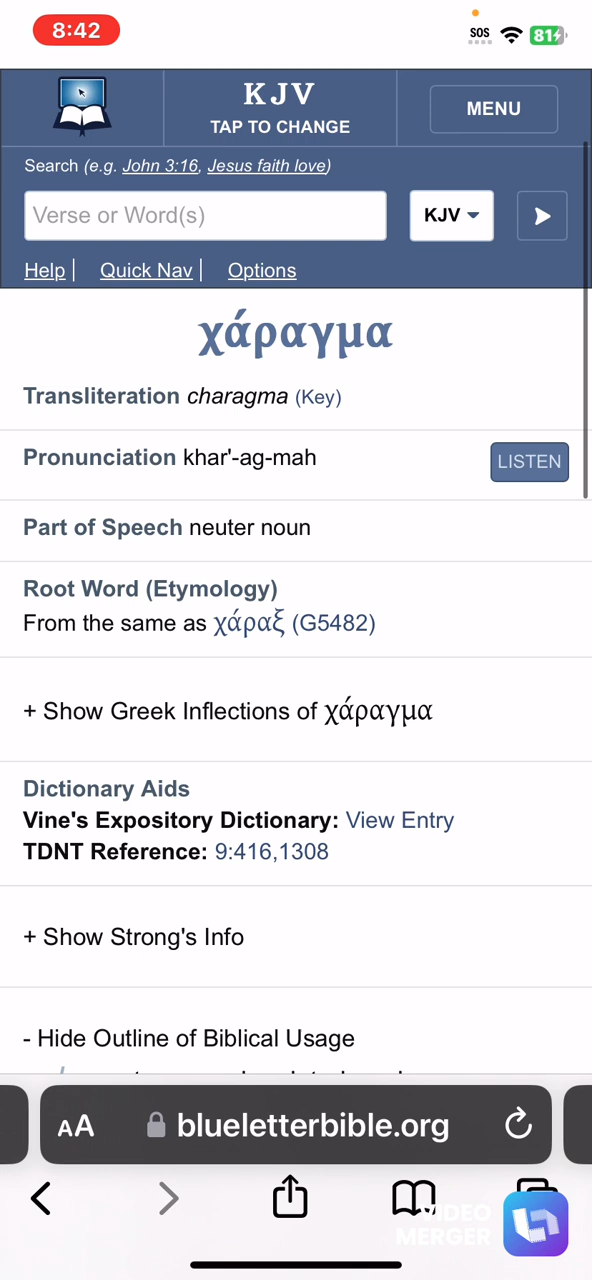 8:42
SOS
81
KJV
TAP TO CHANGE
MENU
Search (e.g. John 3:16, Jesus faith love)
Verse or Word(s)
KJV
Help | Quick Nav | Options
χάραγμα
Transliteration charagma (Key)
Pronunciation khar'-ag-mah
LISTEN
Part of Speech neuter noun
Root Word (Etymology)
From the same as χάραξ (G5482)
+ Show Greek Inflections of χάραγμα
Dictionary Aids
Vine's Expository Dictionary: View Entry
TDNT Reference: 9:416,1308
+ Show Strong's Info
- Hide Outline of Biblical Usage
AA
blueletterbible.org
VIDEO
MERGER